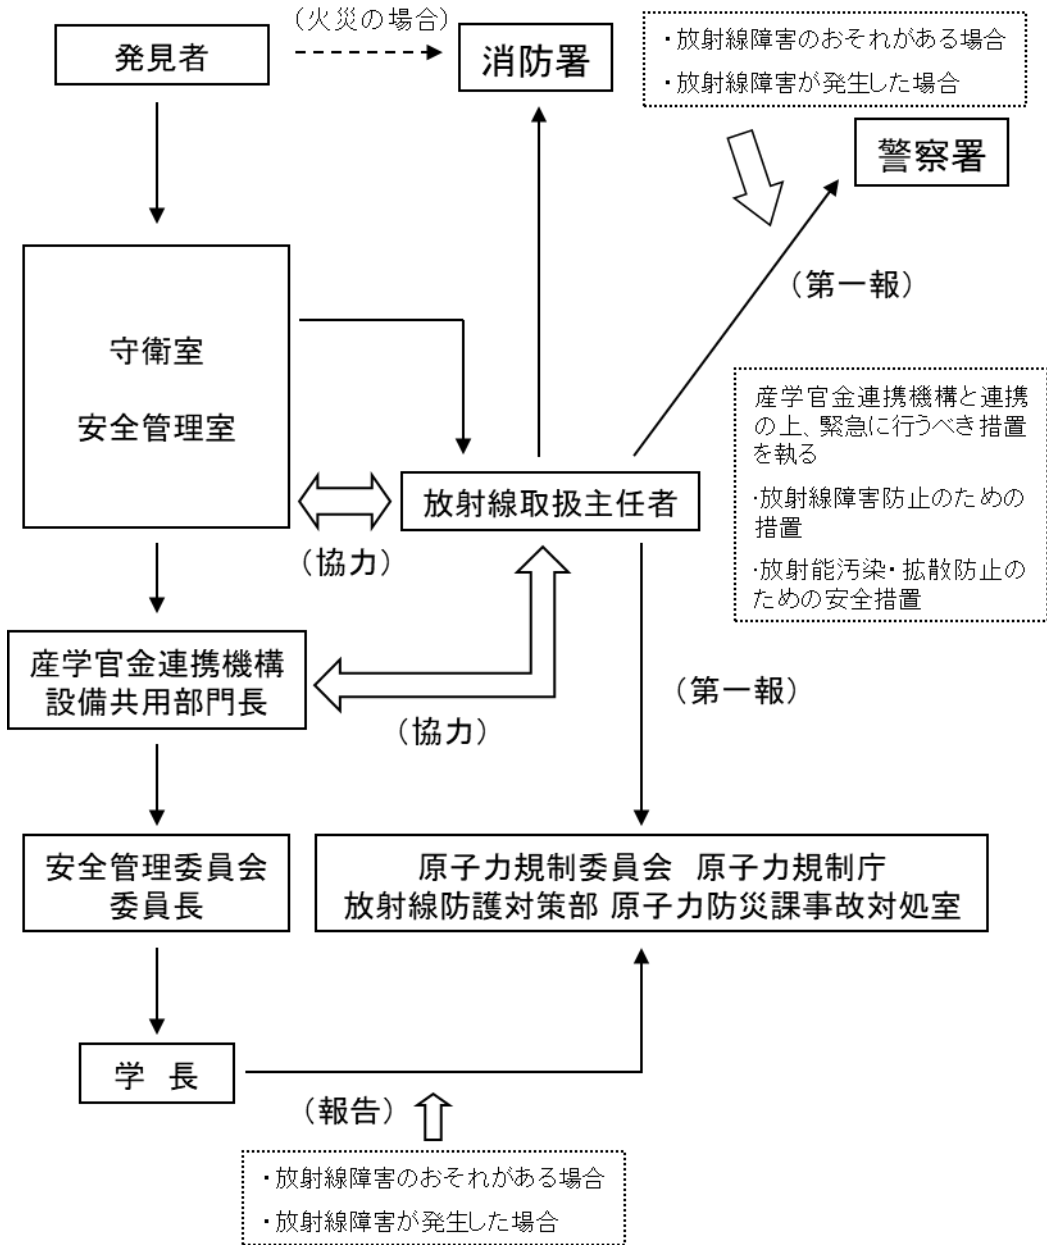 (火災の場合)
発見者
消防署
・放射線障害のおそれがある場合
・放射線障害が発生した場合
警察署
(第一報)
守衛室
安全管理室
産学官金連携機構と連携
の上、緊急に行うべき措置
を執る
・放射線障害防止のための
措置
・放射能汚染・拡散防止の
ための安全措置
放射線取扱主任者
(協力)
産学官金連携機構
設備共用部門長
(協力)
(第一報)
安全管理委員会
委員長
原子力規制委員会 原子力規制庁
放射線防護対策部 原子力防災課事故対処室
学 長
(報告)
・放射線障害のおそれがある場合
・放射線障害が発生した場合